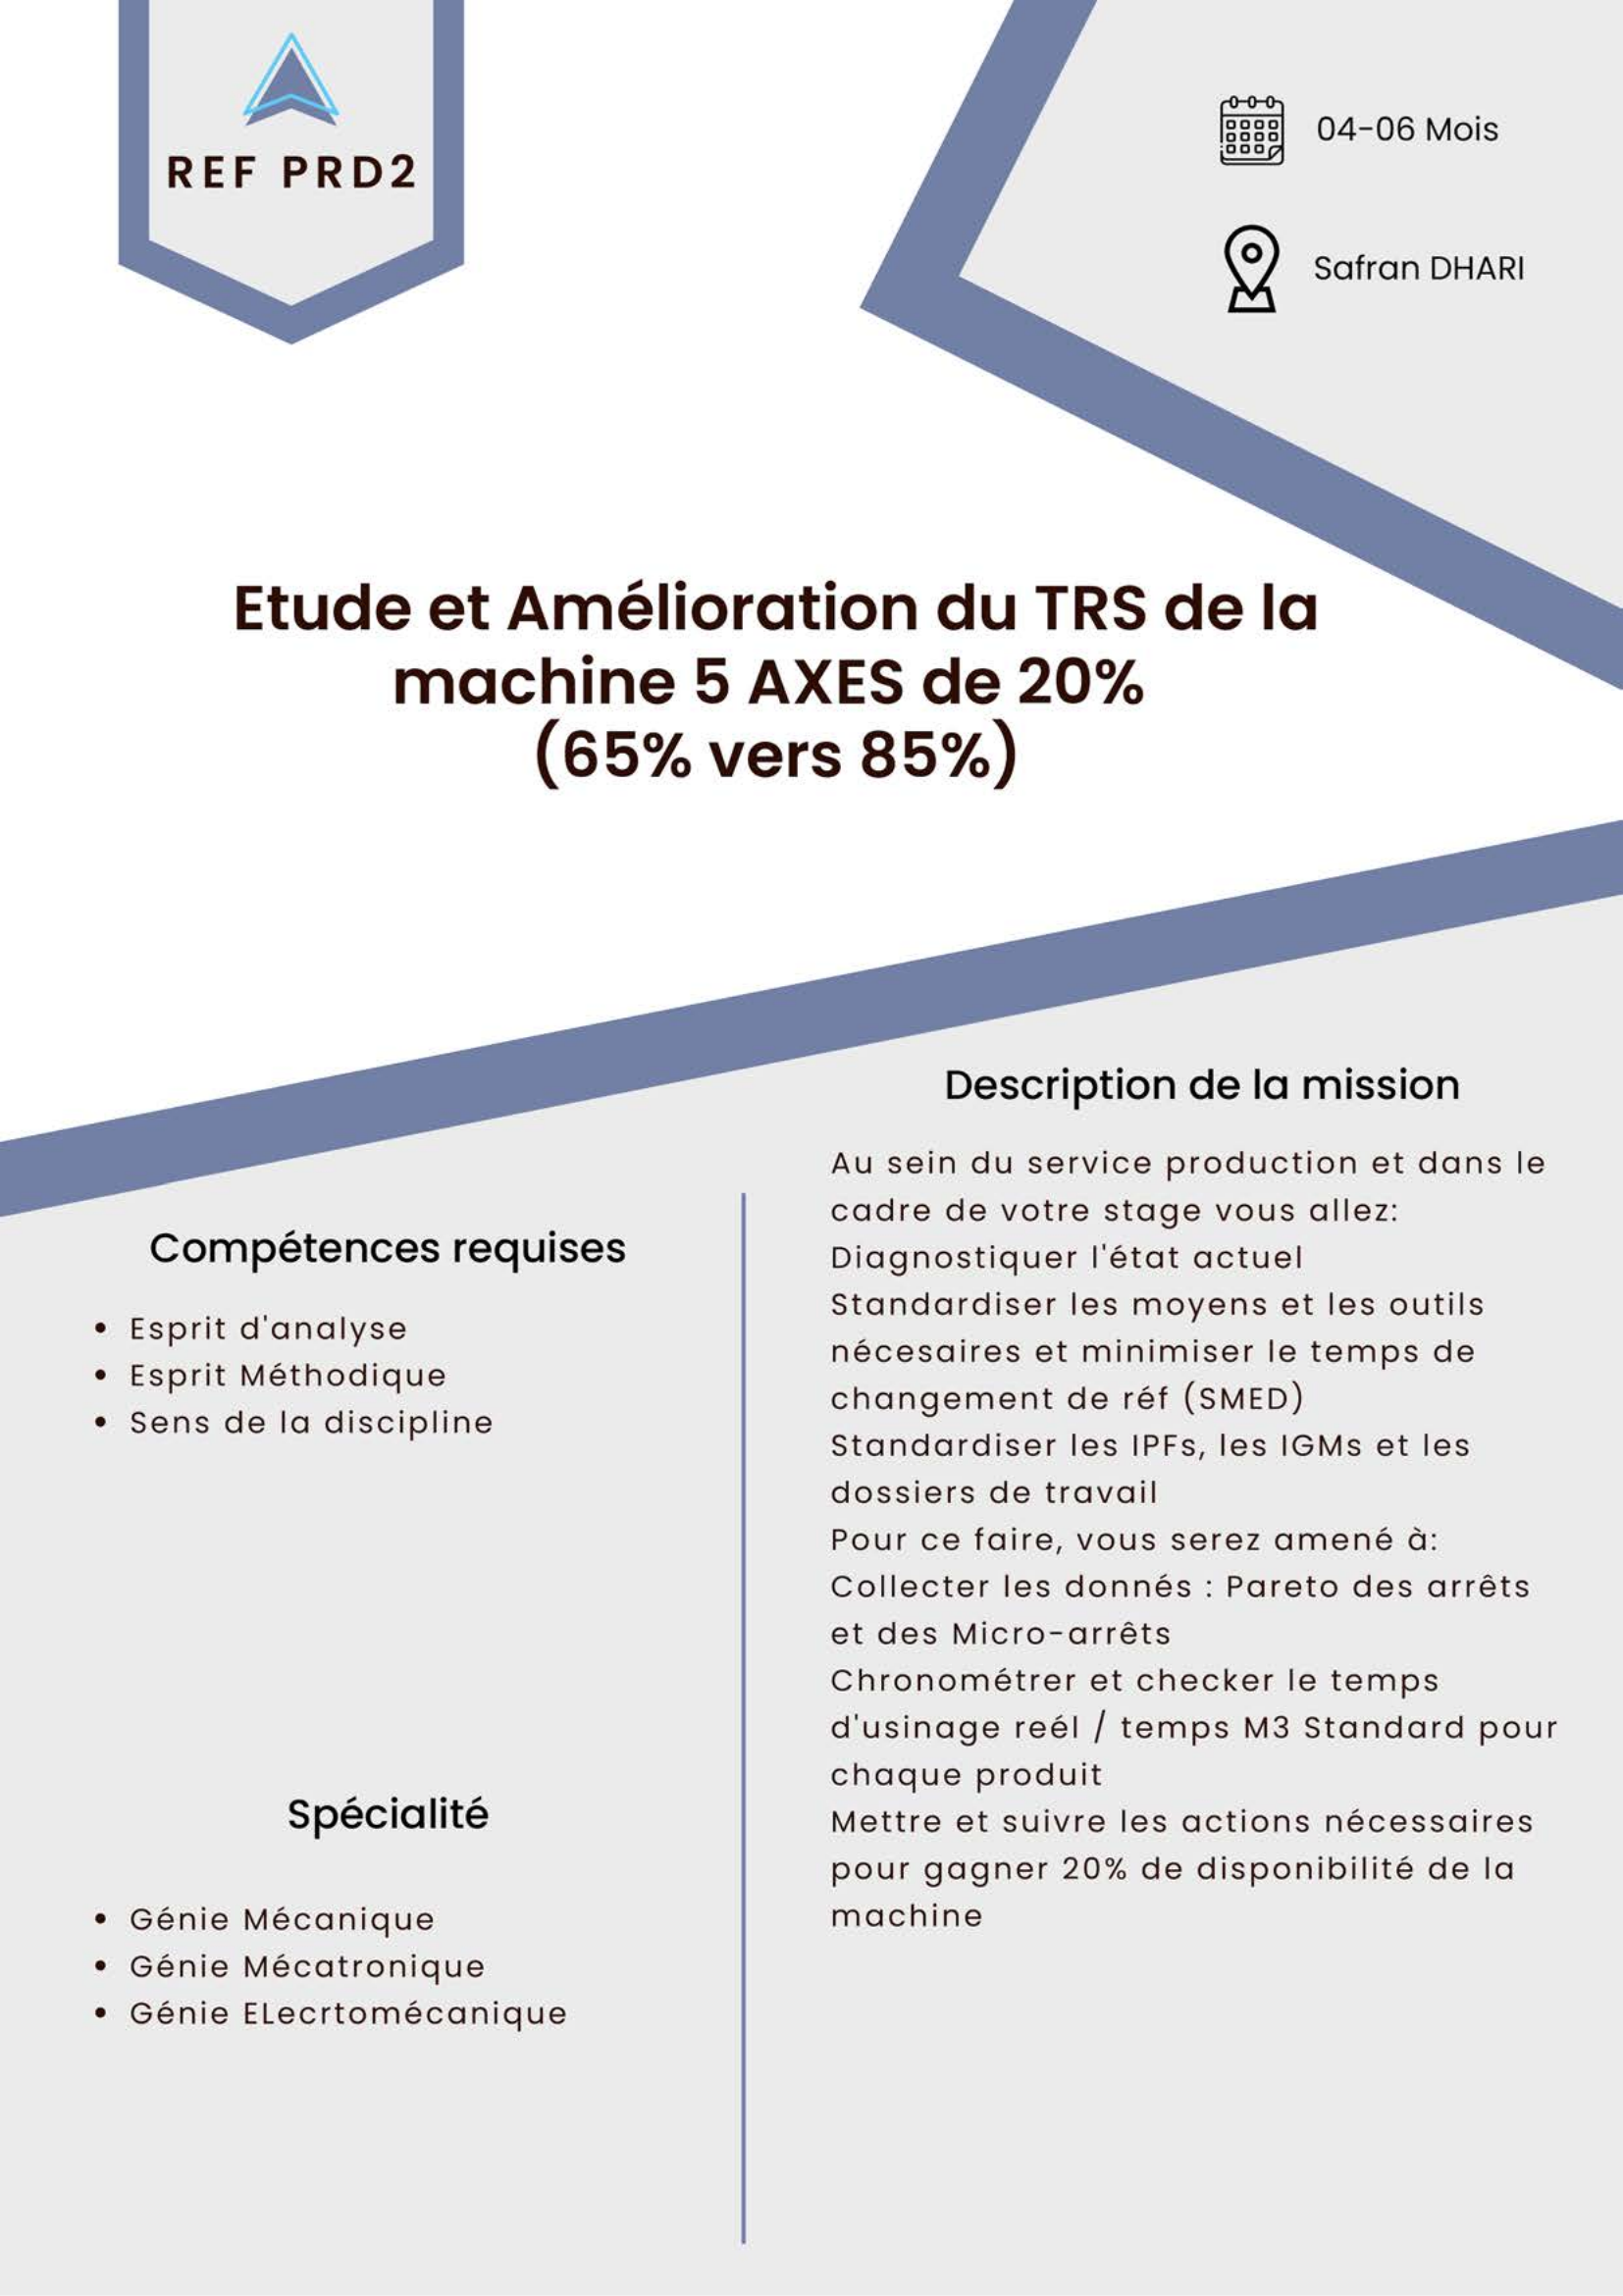 REF PRD2
04-06 Mois
Safran DHARI
Etude et Amélioration du TRS de la
machine 5 AXES de 20%
(65% vers 85%)
Compétences requises
• Esprit d'analyse
• Esprit Méthodique
• Sens de la discipline
Spécialité
• Génie Mécanique
• Génie Mécatronique
• Génie ELecrtomécanique
Description de la mission
Au sein du service production et dans le
cadre de votre stage vous allez:
Diagnostiquer l'état actuel
Standardiser les moyens et les outils
nécesaires et minimiser le temps de
changement de réf (SMED)
Standardiser les IPFs, les IGMs et les
dossiers de travail
Pour ce faire, vous serez amené à:
Collecter les donnés : Pareto des arrêts
et des Micro-arrêts
Chronométrer et checker le temps
d'usinage reél / temps M3 Standard pour
chaque produit
Mettre et suivre les actions nécessaires
pour gagner 20% de disponibilité de la
machine